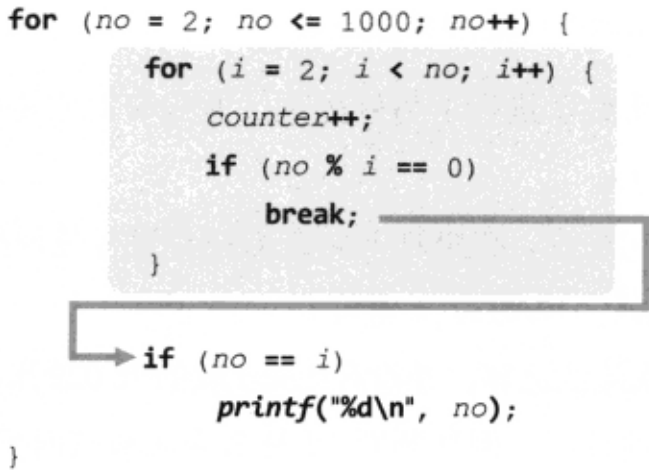 for (no = 2; no <= 1000; no++) {
for (i = 2; i < no; i++) {
counter++;
if (no % i == 0)
break;
}
if (no == i)
printf("%d\n", no);
}